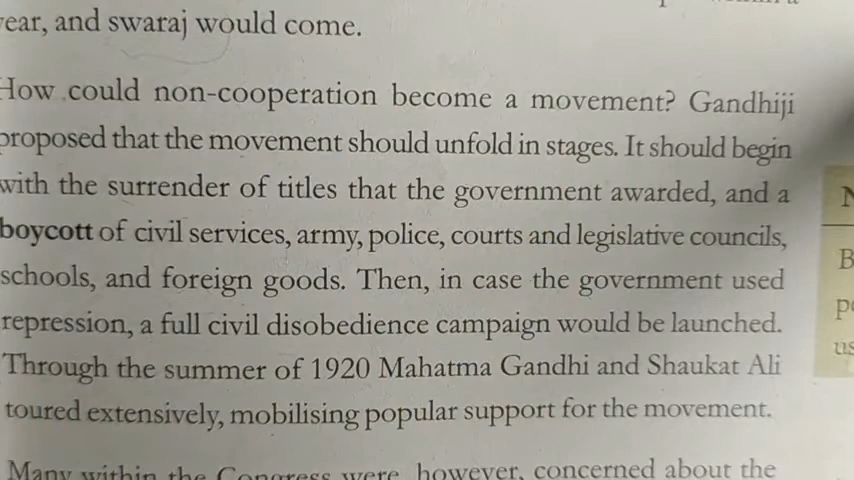 year, and swaraj would come.
How could non-cooperation become a movement? Gandhiji
proposed that the movement should unfold in stages. It should begin
with the surrender of titles that the government awarded, and a
boycott of civil services, army, police, courts and legislative councils,
schools, and foreign goods. Then, in case the government used
repression, a full civil disobedience campaign would be launched.
Through the summer of 1920 Mahatma Gandhi and Shaukat Ali
toured extensively, mobilising popular support for the movement.
Many within the Congress were, however, concerned about the